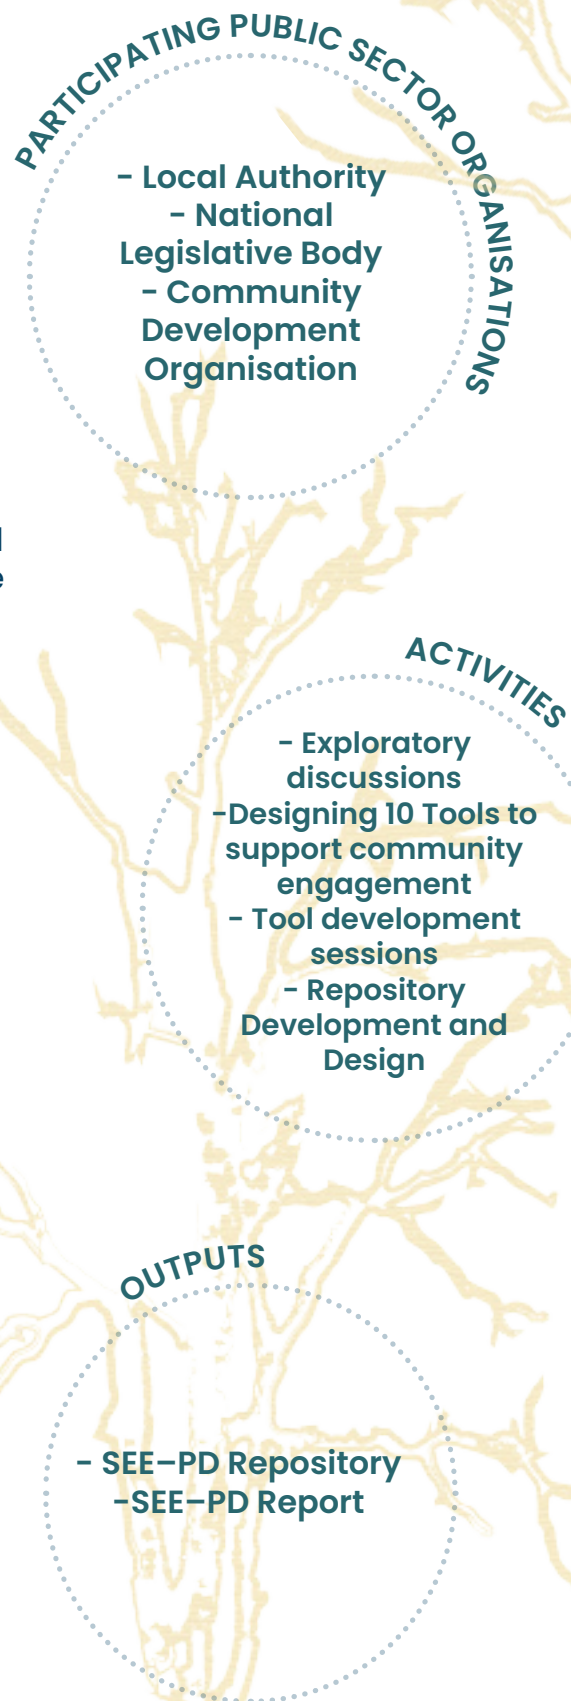 PARTICIPATING PUBLIC SECTOR ORGANISATIONS
- Local Authority
- National
Legislative Body
- Community
Development
Organisation
ACTIVITIES
- Exploratory
discussions
-Designing 10 Tools to
support community
engagement
- Tool development
sessions
- Repository
Development and
Design
OUTPUTS
- SEE–PD Repository
-SEE–PD Report